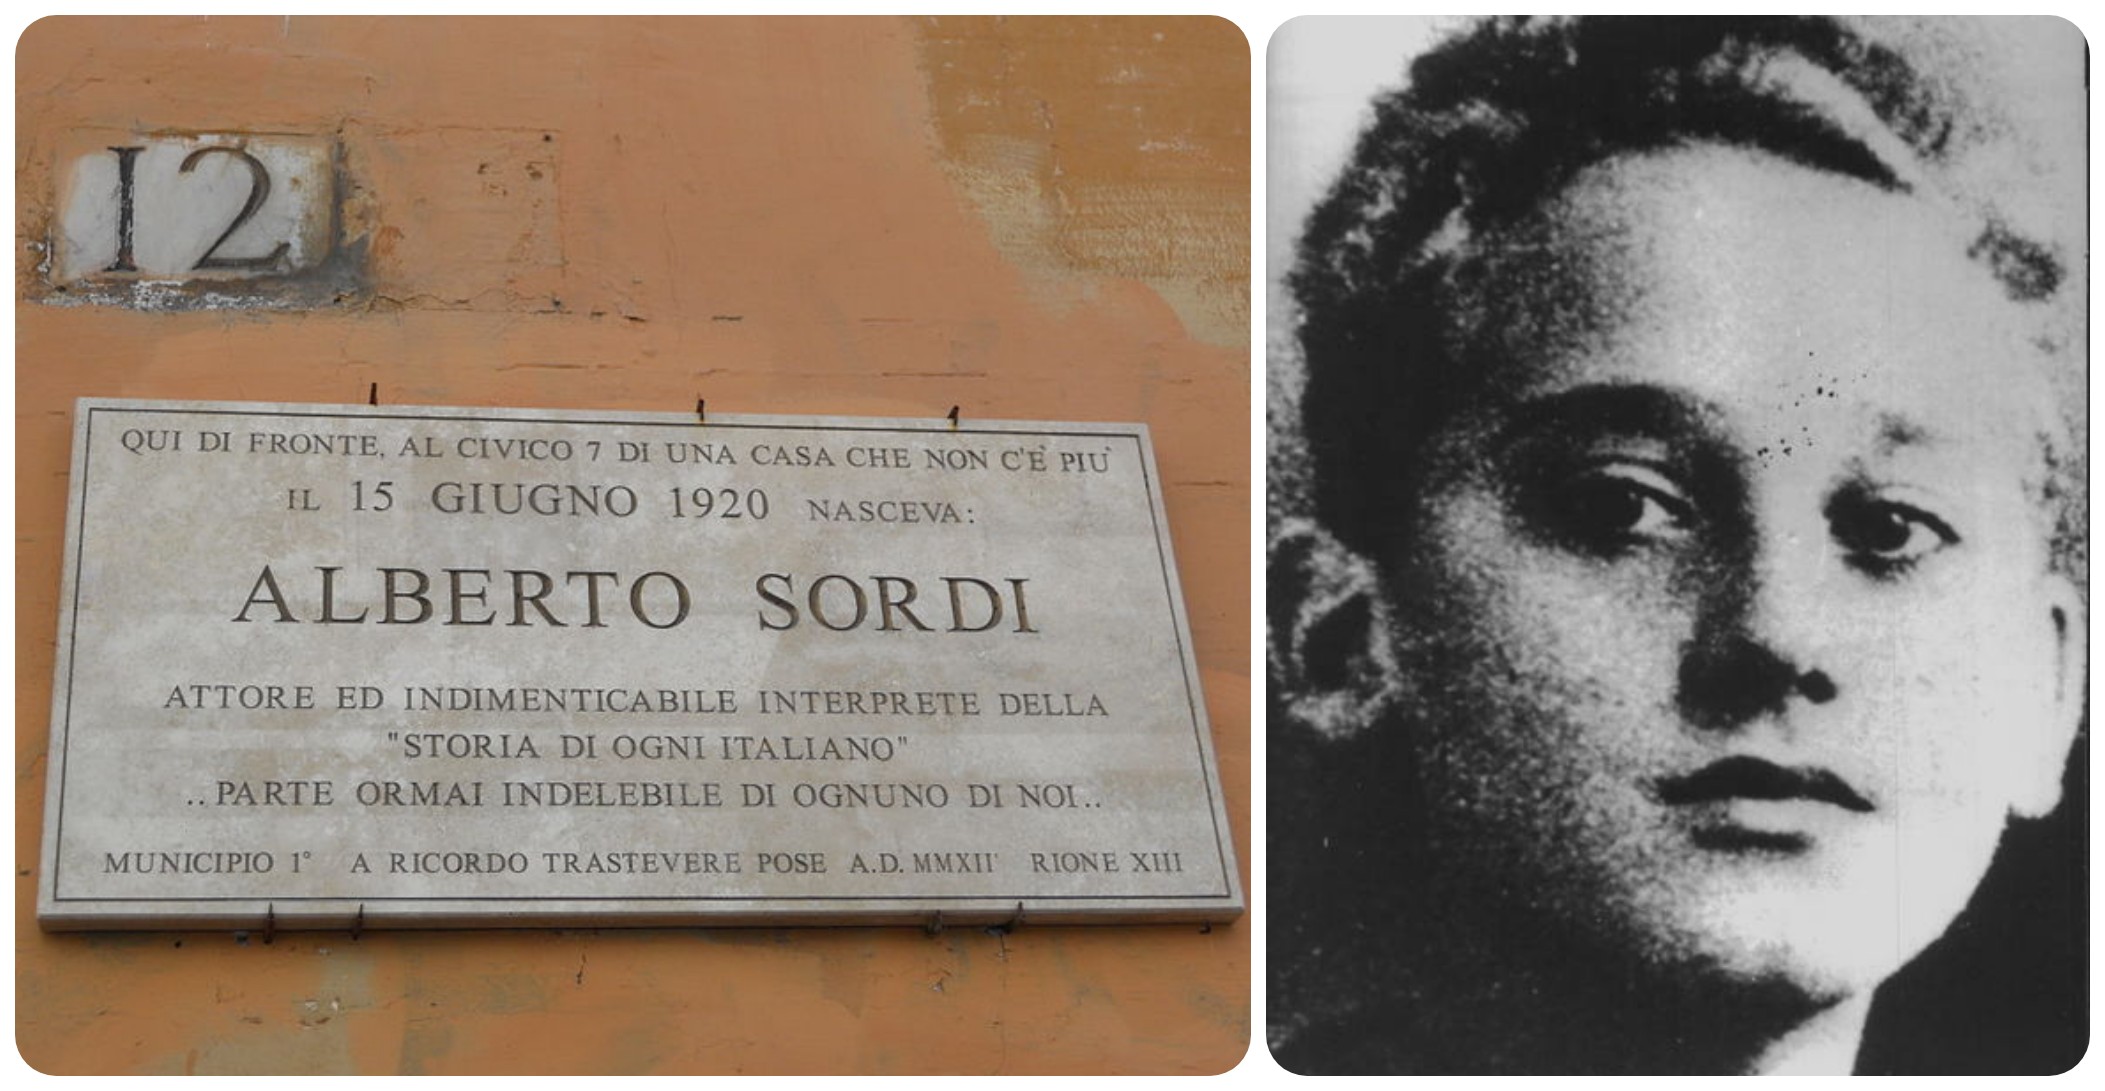 12
QUI DI FRONTE, AL CIVICO 7 DI UNA CASA CHE NON C'È PIU'
IL 15 GIUGNO 1920 NASCEVA:
ALBERTO SORDI
ATTORE ED INDIMENTICABILE INTERPRETE DELLA
"STORIA DI OGNI ITALIANO"
..PARTE ORMAI INDELEBILE DI OGNUNO DI NOI..
MUNICIPIO 1° A RICORDO TRASTEVERE POSE A.D. MMXII RIONE XIII